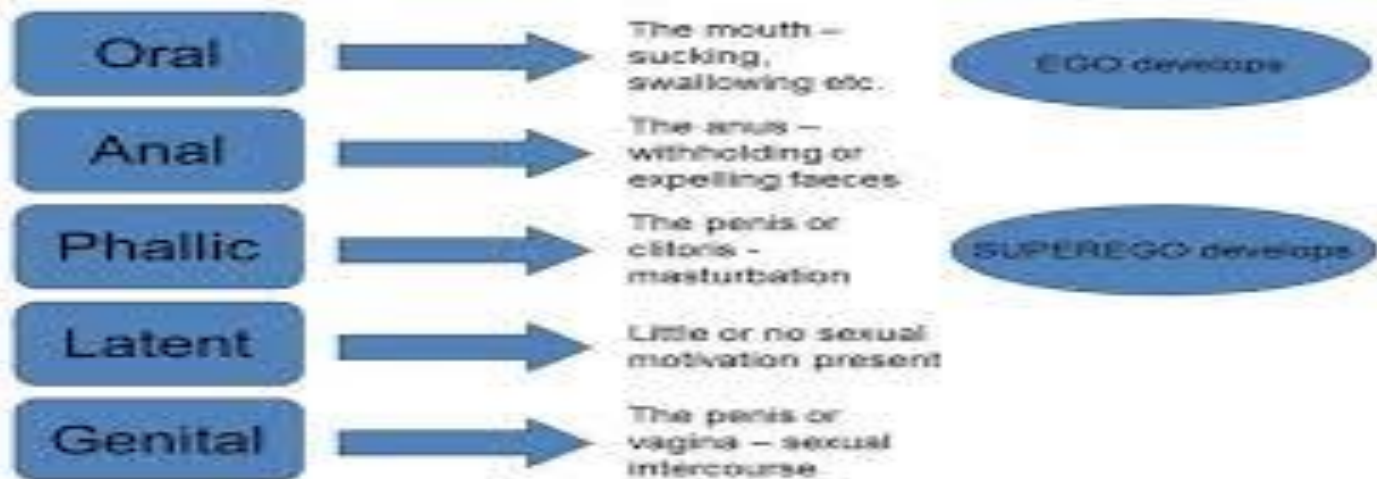 Oral
The mouth –
sucking,
swallowing etc.
EGO develops
Anal
The anus –
withholding or
expelling faeces
Phallic
The penis or
clitoris -
masturbation
SUPEREGO develops
Latent
Little or no sexual
motivation present
Genital
The penis or
vagina – sexual
intercourse